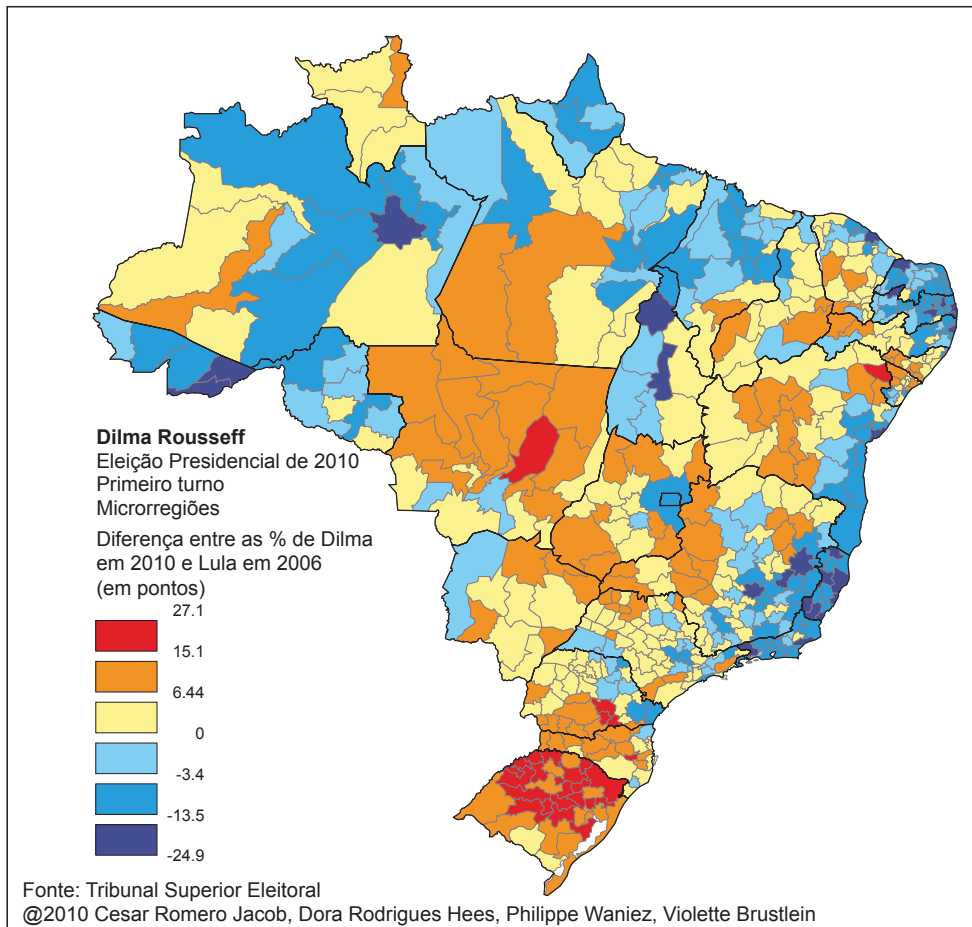 Dilma Rousseff
Eleição Presidencial de 2010
Primeiro turno
Microrregiões
Diferença entre as % de Dilma
em 2010 e Lula em 2006
(em pontos)
27.1
15.1
6.44
0
-3.4
-13.5
-24.9
Fonte: Tribunal Superior Eleitoral
@2010 Cesar Romero Jacob, Dora Rodrigues Hees, Philippe Waniez, Violette Brustlein